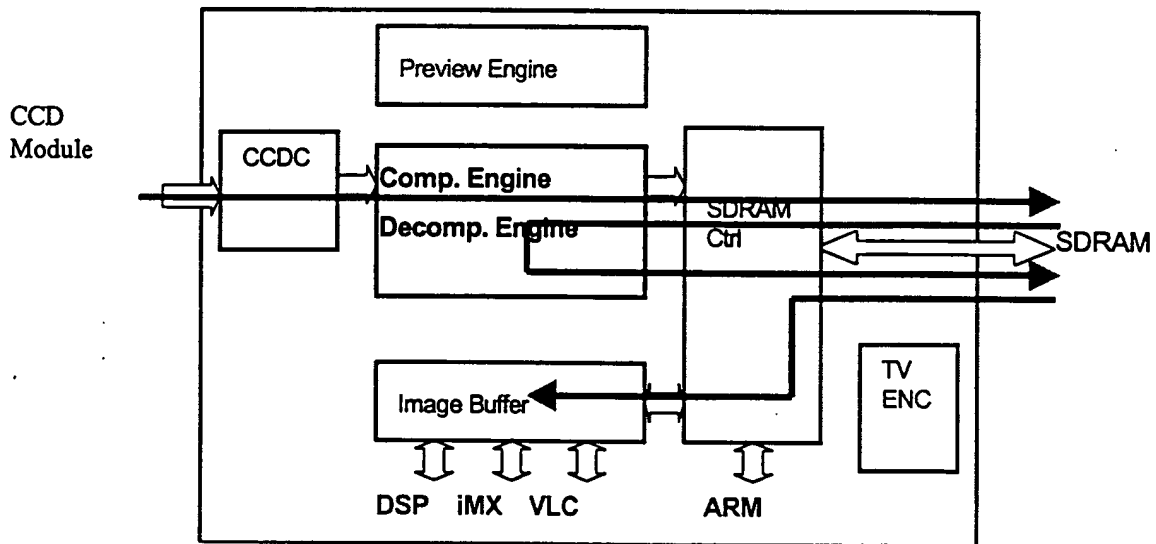 Preview Engine
CCD
Module
CCDC
Comp. Engine
Decomp. Engine
SDRAM
Ctrl
SDRAM
Image Buffer
TV
ENC
DSP iMX VLC ARM